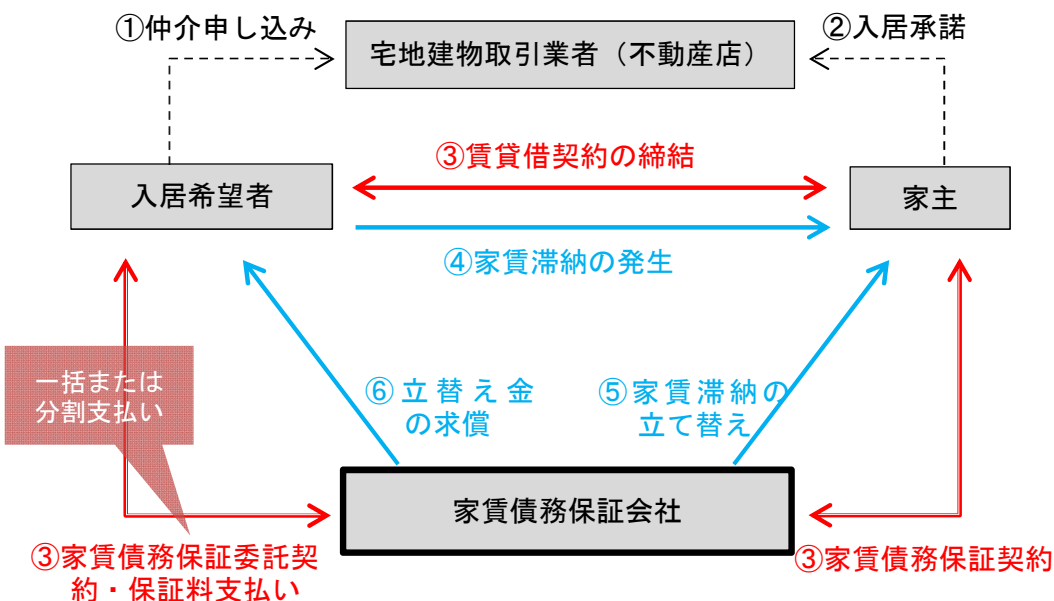 ①仲介申し込み
②入居承諾
宅地建物取引業者（不動産店）
③賃貸借契約の締結
入居希望者
家主
④家賃滞納の発生
一括または
分割支払い
⑥立替え金
の求償
⑤家賃滞納の
立て替え
家賃債務保証会社
③家賃債務保証委託契
約・保証料支払い
③家賃債務保証契約